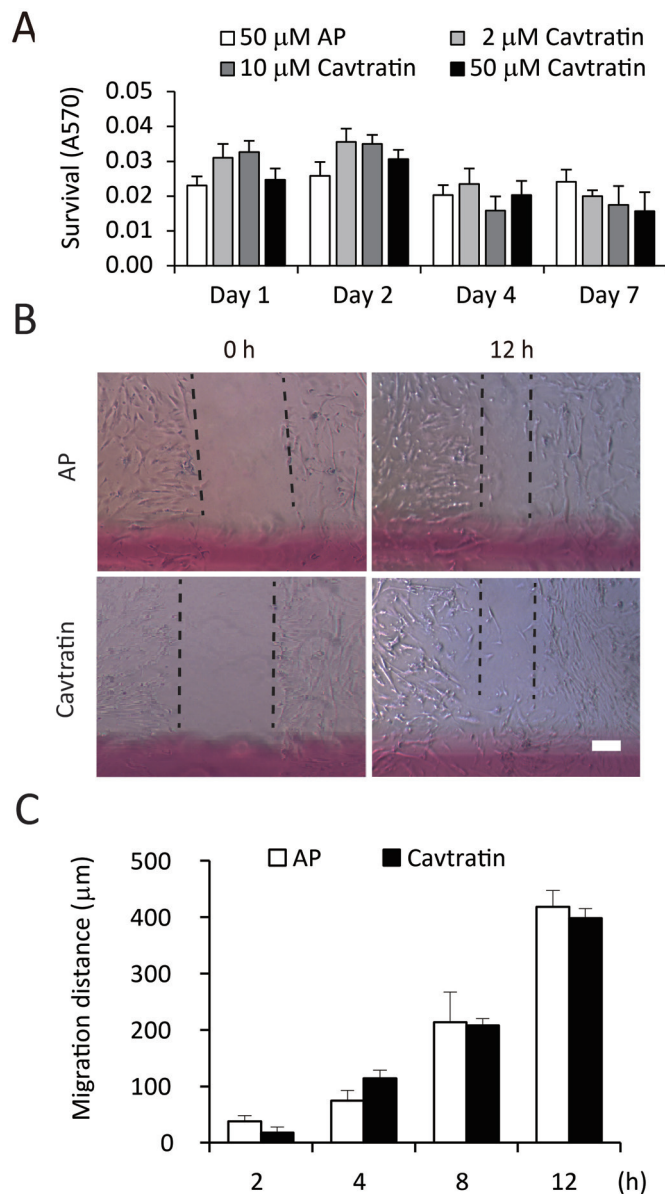 A
50 μM AP
2 μM Cavtratin
10 μM Cavtratin
50 μM Cavtratin
Survival (A570)
0.05
0.04
0.03
0.02
0.01
0.00
Day 1 Day 2 Day 4 Day 7
B
0 h 12 h
AP
Cavtratin
C
AP Cavtratin
Migration distance (μm)
500
400
300
200
100
0
2 4 8 12 (h)